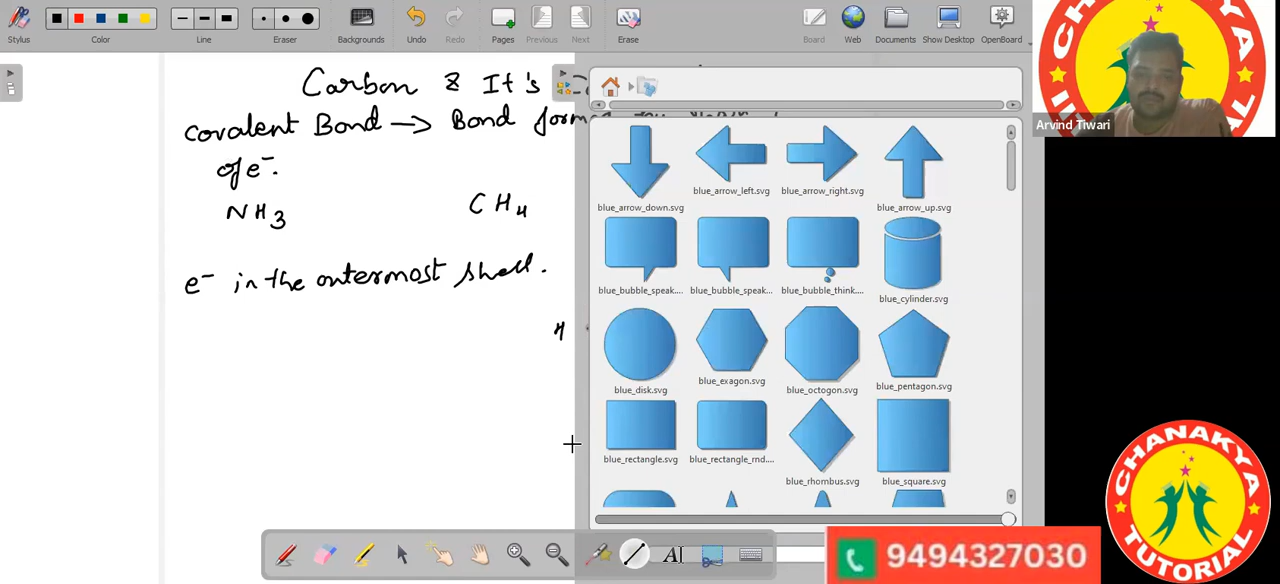 Stylus
Color
Line
Eraser
Backgrounds
Undo
Redo
Pages
Previous
Next
Erase
Board
Web
Documents
Show Desktop
OpenBoard
Carbon & It's
covalent Bond → Bond form
of e-.
NH3
CH4
e- in the outermost shell.
blue_arrow_down.svg
blue_arrow_left.svg
blue_arrow_right.svg
blue_arrow_up.svg
blue_bubble_speak....
blue_bubble_speak...
blue_bubble_think....
blue_cylinder.svg
blue_disk.svg
blue_exagon.svg
blue_octogon.svg
blue_pentagon.svg
blue_rectangle.svg
blue_rectangle_rnd....
blue_rhombus.svg
blue_square.svg
Arvind Tiwari
CHANAKYA
TUTORIAL
9494327030